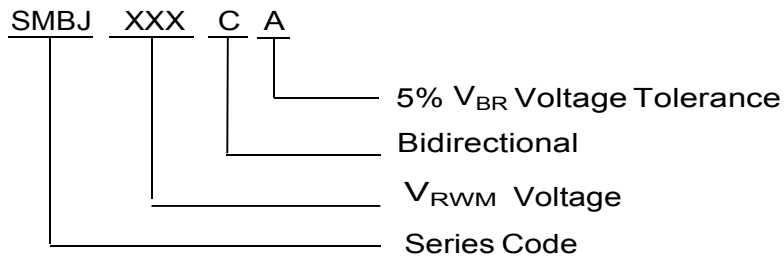 SMBJ XXX C A
5% VBR Voltage Tolerance
Bidirectional
VRWM Voltage
Series Code